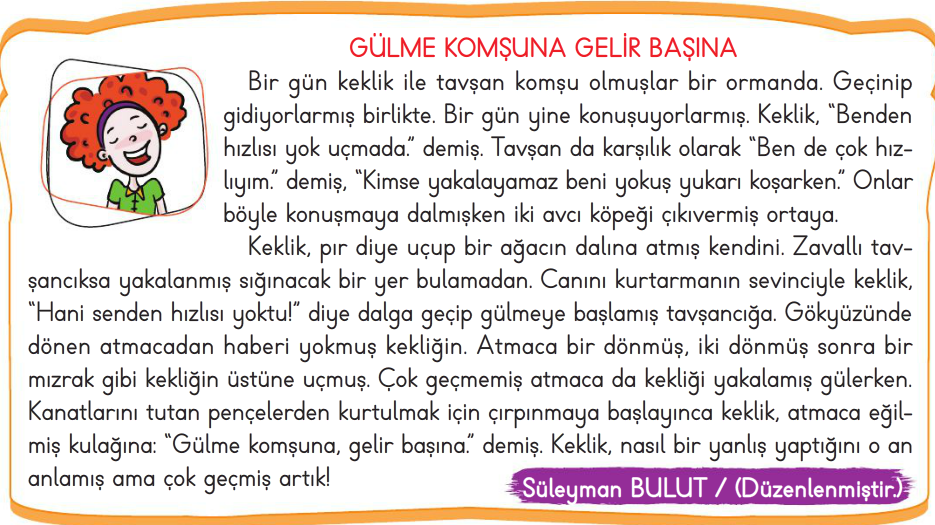 GÜLME KOMŞUNA GELİR BAŞINA
Bir gün keklik ile tavşan komşu olmuşlar bir ormanda. Geçinip
gidiyorlarmış birlikte. Bir gün yine konuşuyorlarmış. Keklik, “Benden
hızlısı yok uçmada.” demiş. Tavşan da karşılık olarak “Ben de çok hız-
lıyım.” demiş, “Kimse yakalayamaz beni yokuş yukarı koşarken.” Onlar
böyle konuşmaya dalmışken iki avcı köpeği çıkıvermiş ortaya.
Keklik, pır diye uçup bir ağacın dalına atmış kendini. Zavallı tav-
şancıksa yakalanmış sığınacak bir yer bulamadan. Canını kurtarmanın sevinciyle keklik,
“Hani senden hızlısı yoktu!” diye dalga geçip gülmeye başlamış tavşancığa. Gökyüzünde
dönen atmacadan haberi yokmuş kekliğin. Atmaca bir dönmüş, iki dönmüş sonra bir
mızrak gibi kekliğin üstüne uçmuş. Çok geçmemiş atmaca da kekliği yakalamış gülerken.
Kanatlarını tutan pençelerden kurtulmak için çırpınmaya başlayınca keklik, atmaca eğil-
miş kulağına: “Gülme komşuna, gelir başına.” demiş. Keklik, nasıl bir yanlış yaptığını o an
anlamış ama çok geçmiş artık!
Süleyman BULUT / (Düzenlenmiştir.)